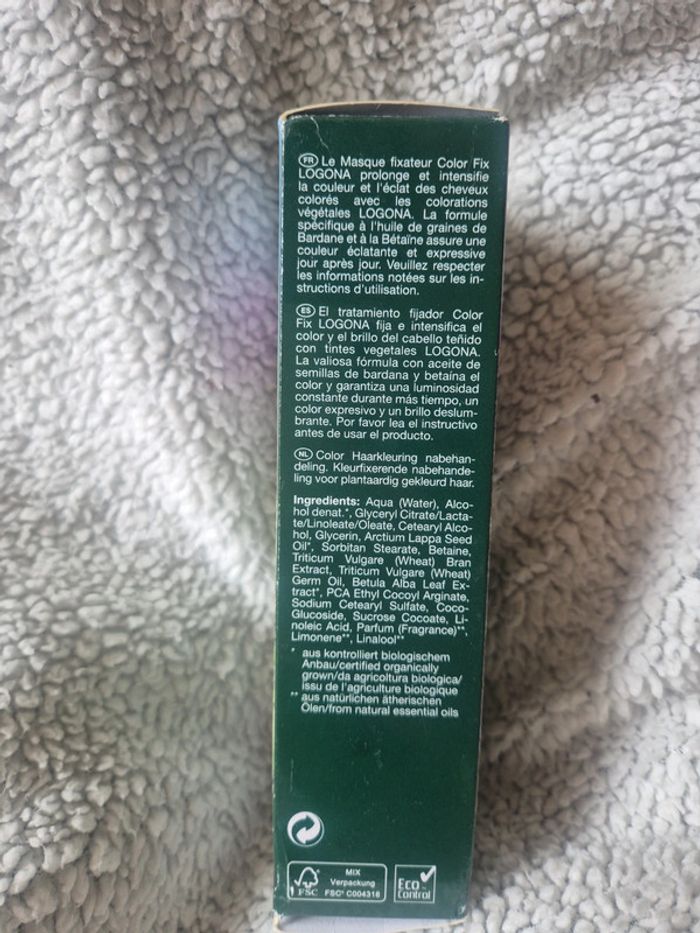 FR Le Masque fixateur Color Fix
LOGONA prolonge et intensifie
la couleur et l'éclat des cheveux
colorés avec les colorations
végétales LOGONA. La formule
spécifique à l'huile de graines de
Bardane et à la Bétaïne assure une
couleur éclatante et expressive
jour après jour. Veuillez respecter
les informations notées sur les in-
structions d'utilisation.
ES El tratamiento fijador Color
Fix LOGONA fija e intensifica el
color y el brillo del cabello teñido
con tintes vegetales LOGONA.
La valiosa fórmula con aceite de
semillas de bardana y betaína el
color y garantiza una luminosidad
constante durante más tiempo, un
color expresivo y un brillo deslum-
brante. Por favor lea el instructivo
antes de usar el producto.
NL Color Haarkleuring nabehan-
deling. Kleurfixerende nabehande-
ling voor plantaardig gekleurd haar.
Ingredients: Aqua (Water), Alco-
hol denat.*, Glyceryl Citrate/Lacta-
te/Linoleate/Oleate, Cetearyl Alco-
hol, Glycerin, Arctium Lappa Seed
Oil*, Sorbitan Stearate, Betaine,
Triticum Vulgare (Wheat) Bran
Extract, Triticum Vulgare (Wheat)
Germ Oil, Betula Alba Leaf Ex-
tract*, PCA Ethyl Cocoyl Arginate,
Sodium Cetearyl Sulfate, Coco-
Glucoside, Sucrose Cocoate, Li-
noleic Acid, Parfum (Fragrance)**,
Limonene**, Linalool**
* aus kontrolliert biologischem
Anbau/certified organically
grown/da agricoltura biologica/
issu de l'agriculture biologique
** aus natürlichen ätherischen
Ölen/from natural essential oils
FSC
MIX
Verpackung
FSC® C004316
Eco
Control